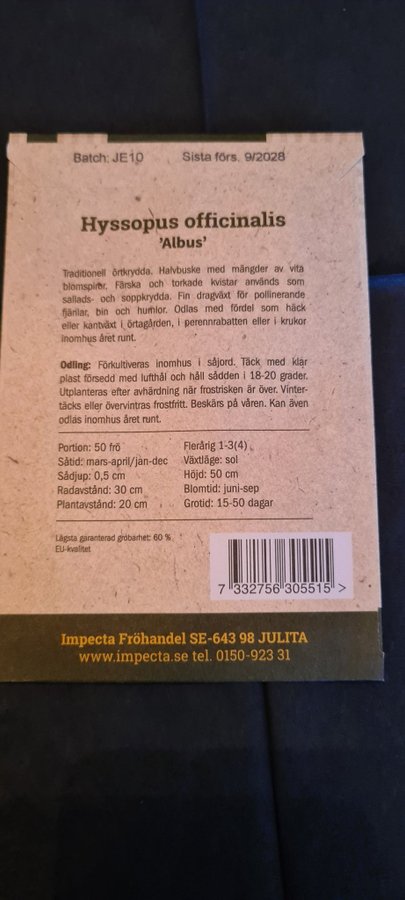 Batch: JE10 Sista förs. 9/2028
Hyssopus officinalis
'Albus'
Traditionell örtkrydda. Halvbuske med mängder av vita
blomspiror. Färska och torkade kvistar används som
sallads- och soppkrydda. Fin dragväxt för pollinerande
fjärilar, bin och humlor. Odlas med fördel som häck
eller kantväxt i örtagården, i perennrabatten eller i krukor
inomhus året runt.
Odling: Förkultiveras inomhus i såjord. Täck med klar
plast försedd med lufthål och håll sådden i 18-20 grader.
Utplanteras efter avhärdning när frostrisken är över. Vinter-
täcks eller övervintras frostfritt. Beskärs på våren. Kan även
odlas inomhus året runt.
Portion: 50 frö
Såtid: mars-april/jan-dec
Sådjup: 0,5 cm
Radavstånd: 30 cm
Plantavstånd: 20 cm
Flerårig 1-3(4)
Växtläge: sol
Höjd: 50 cm
Blomtid: juni-sep
Grotid: 15-50 dagar
Lägsta garanterad grobarhet: 60 %
EU-kvalitet
7 332756 305515 >
Impecta Fröhandel SE-643 98 JULITA
www.impecta.se tel. 0150-923 31